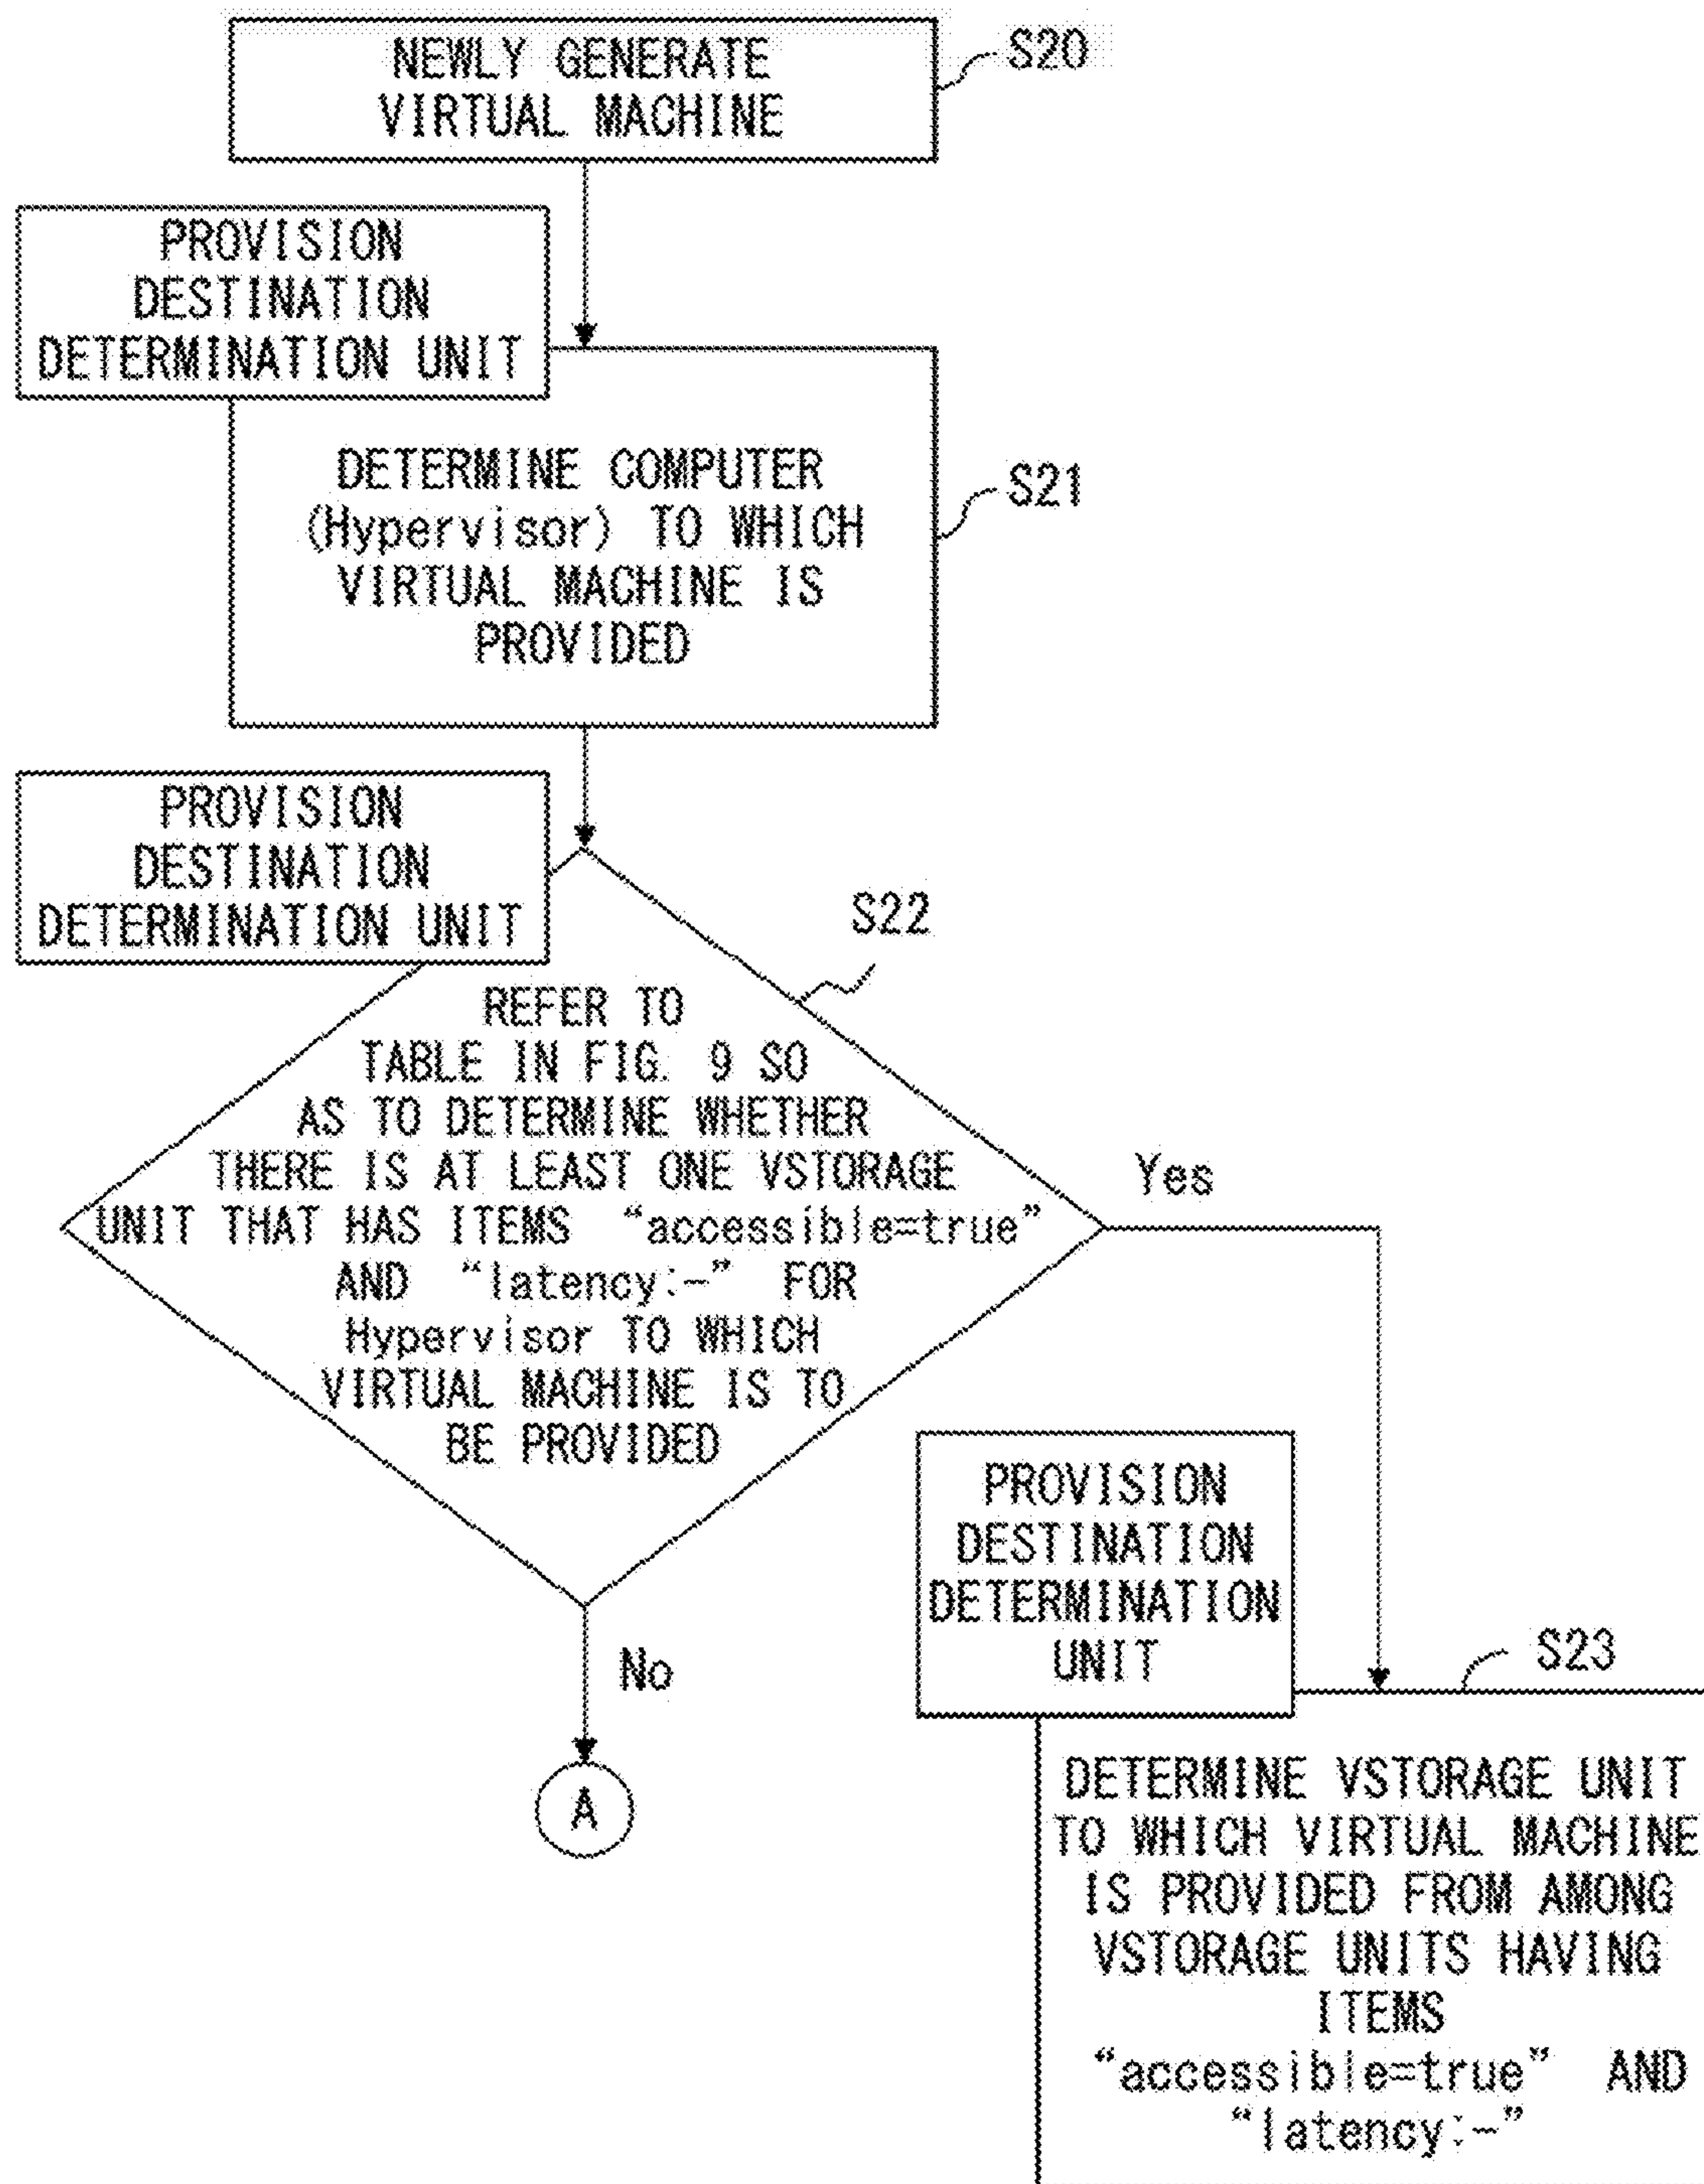 NEWLY GENERATE
VIRTUAL MACHINE
S20
PROVISION
DESTINATION
DETERMINATION UNIT
DETERMINE COMPUTER
(Hypervisor) TO WHICH
VIRTUAL MACHINE IS
PROVIDED
S21
PROVISION
DESTINATION
DETERMINATION UNIT
S22
REFER TO
TABLE IN FIG. 9 SO
AS TO DETERMINE WHETHER
THERE IS AT LEAST ONE VSTORAGE
UNIT THAT HAS ITEMS “accessible=true”
AND “latency:-” FOR
Hypervisor TO WHICH
VIRTUAL MACHINE IS TO
BE PROVIDED
Yes
No
A
PROVISION
DESTINATION
DETERMINATION
UNIT
S23
DETERMINE VSTORAGE UNIT
TO WHICH VIRTUAL MACHINE
IS PROVIDED FROM AMONG
VSTORAGE UNITS HAVING
ITEMS
“accessible=true” AND
“latency:-”